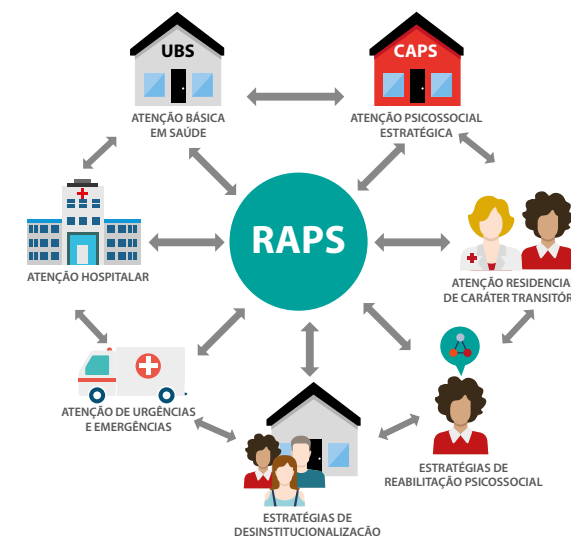 UBS
ATENÇÃO BÁSICA
EM SAÚDE
CAPS
ATENÇÃO PSICOSSOCIAL
ESTRATÉGICA
RAPS
ATENÇÃO HOSPITALAR
ATENÇÃO RESIDENCIA
DE CARÁTER TRANSITÓR
ATENÇÃO DE URGÊNCIAS
E EMERGÊNCIAS
ESTRATÉGIAS DE
REABILITAÇÃO PSICOSSOCIAL
ESTRATÉGIAS DE
DESINSTITUCIONALIZAÇÃO